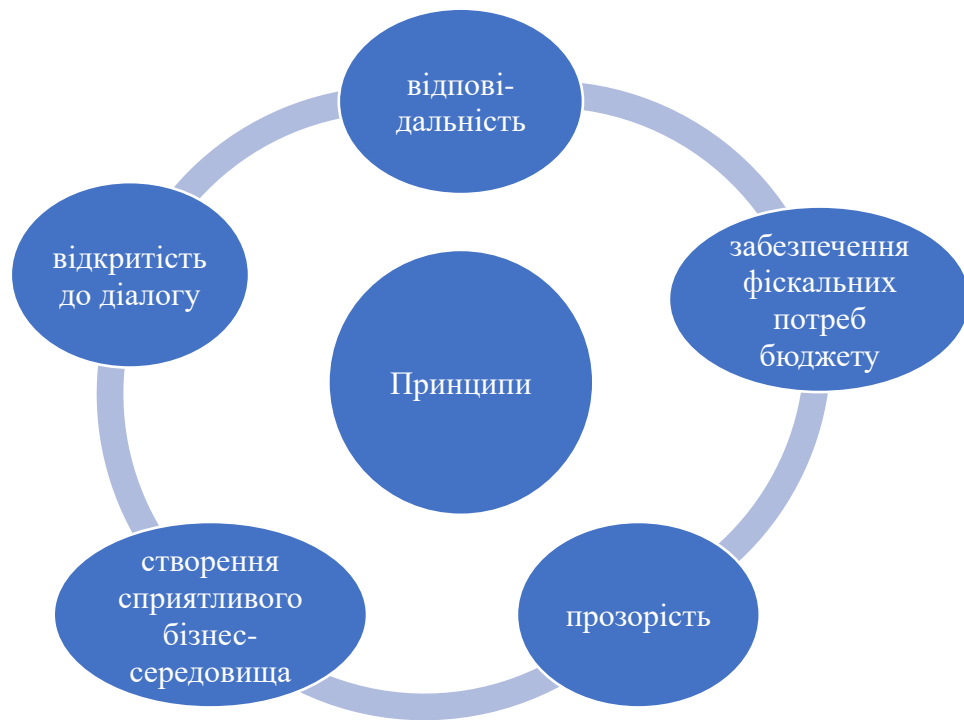 відпові-
дальність
забезпечення
фіскальних
потреб
бюджету
прозорість
створення
сприятливого
бізнес-
середовища
відкритість
до діалогу
Принципи